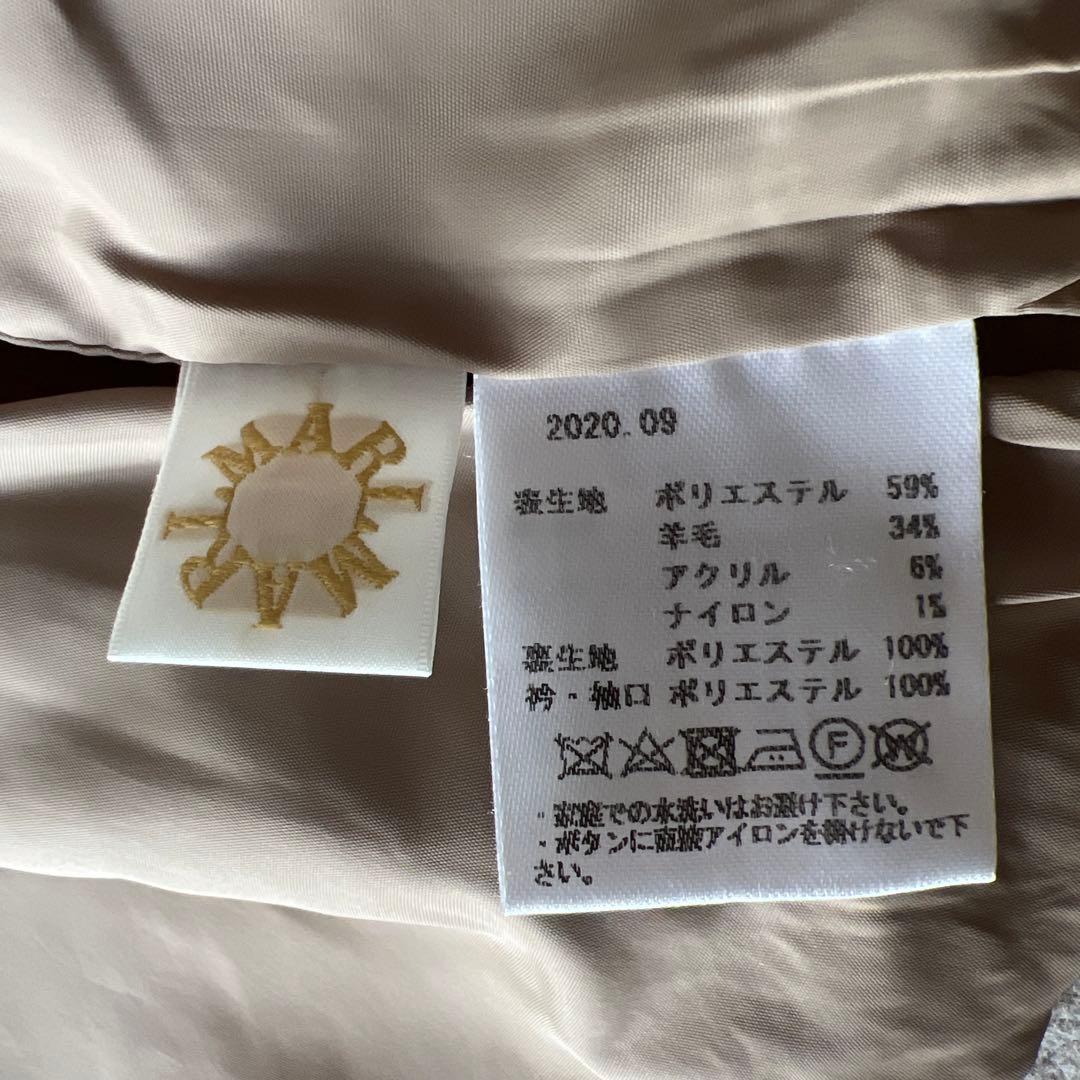 MARIMARI
2020.09
表生地 ポリエステル 59%
羊毛 34%
アクリル 6%
ナイロン 1%
裏生地 ポリエステル 100%
衿・袖口 ポリエステル 100%
F W
・家庭での水洗いはお避け下さい。
・ボタンに直接アイロンを掛けないで下
さい。